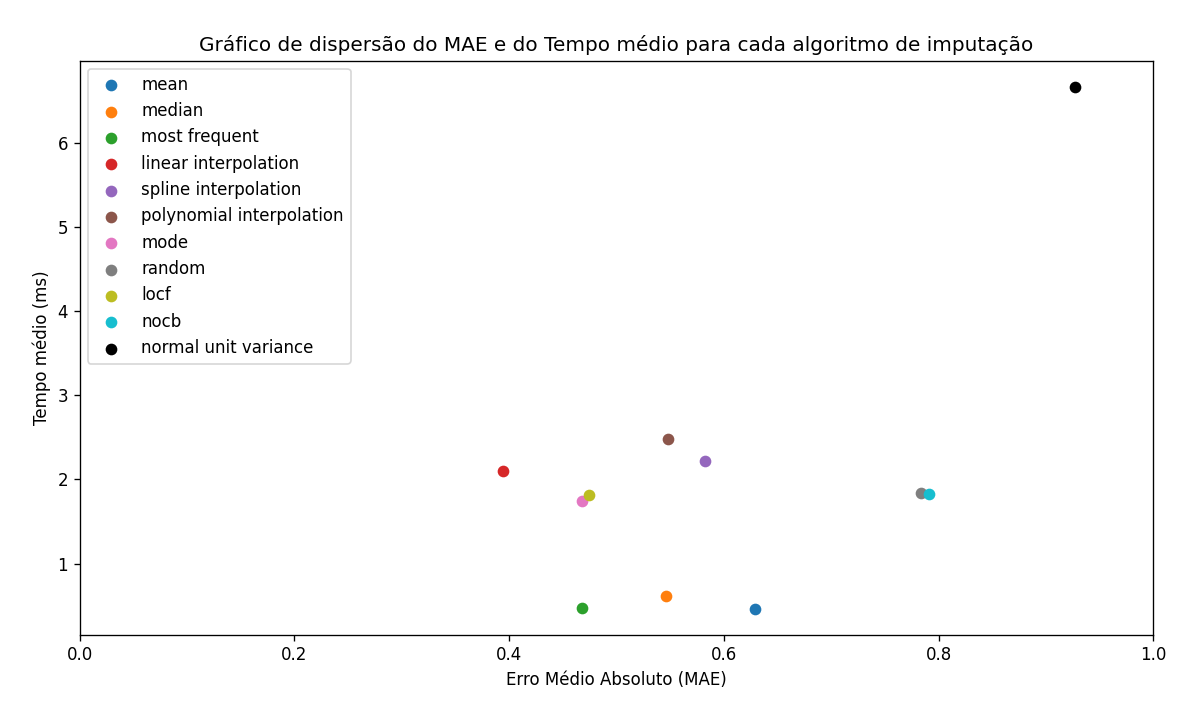 Gráfico de dispersão do MAE e do Tempo médio para cada algoritmo de imputação
mean
median
most frequent
linear interpolation
spline interpolation
polynomial interpolation
mode
random
locf
nocb
normal unit variance
Tempo médio (ms)
6
5
4
3
2
1
0.0 0.2 0.4 0.6 0.8 1.0
Erro Médio Absoluto (MAE)